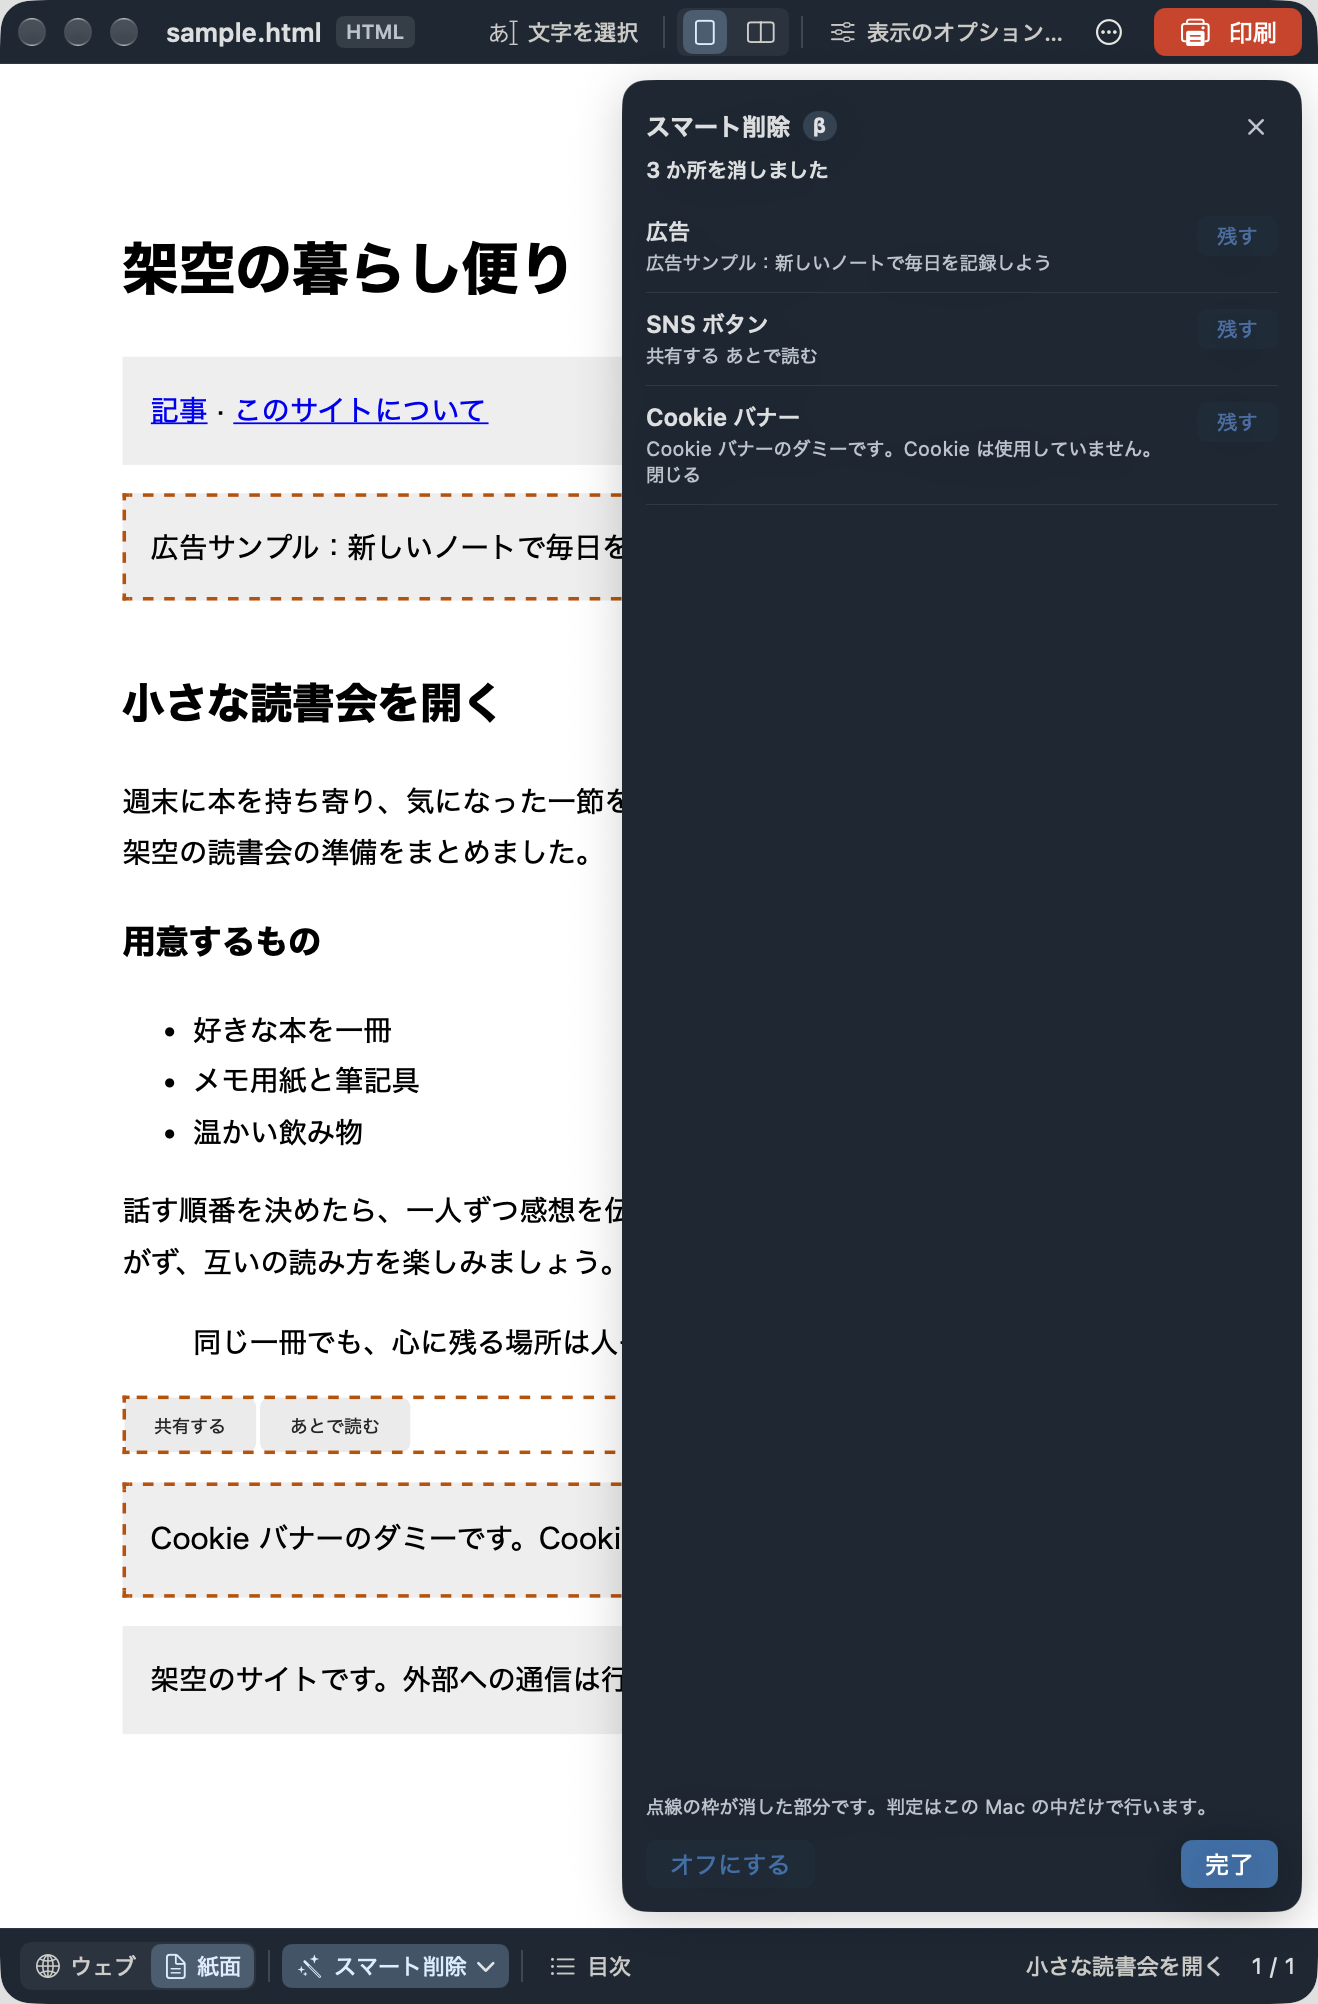 sample.html HTML あ 文字を選択 表示のオプション... 印刷
スマート削除 β
3 か所を消しました
広告
広告サンプル：新しいノートで毎日を記録しよう
残す
SNS ボタン
共有する あとで読む
残す
Cookie バナー
Cookie バナーのダミーです。Cookie は使用していません。
閉じる
残す
点線の枠が消した部分です。判定はこの Mac の中だけで行います。
オフにする 完了
架空の暮らし便り
記事 · このサイトについて
広告サンプル：新しいノートで毎日を
小さな読書会を開く
週末に本を持ち寄り、気になった一節を
架空の読書会の準備をまとめました。
用意するもの
• 好きな本を一冊
• メモ用紙と筆記具
• 温かい飲み物
話す順番を決めたら、一人ずつ感想を伝
がず、互いの読み方を楽しみましょう。
同じ一冊でも、心に残る場所は人
共有する あとで読む
Cookie バナーのダミーです。Cooki
架空のサイトです。外部への通信は行
ウェブ 紙面 スマート削除 目次 小さな読書会を開く 1 / 1